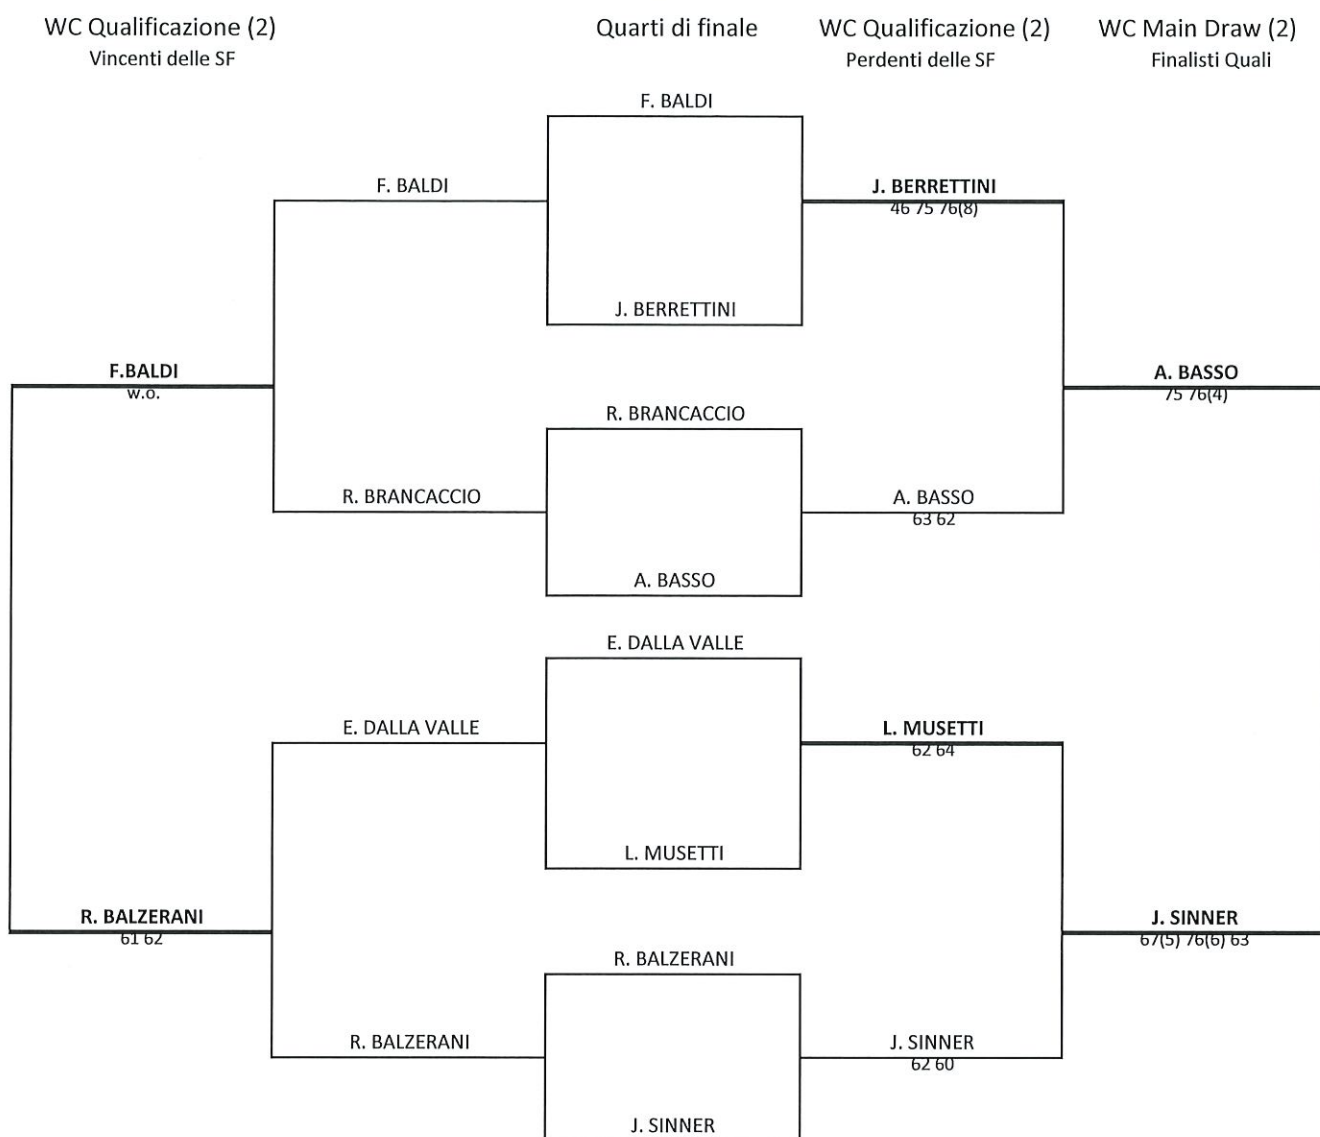 WC Qualificazione (2)
Vincenti delle SF
Quarti di finale
WC Qualificazione (2)
Perdenti delle SF
WC Main Draw (2)
Finalisti Quali
F. BALDI
F. BALDI
J. BERRETTINI
46 75 76(8)
J. BERRETTINI
F.BALDI
w.o.
A. BASSO
75 76(4)
R. BRANCACCIO
R. BRANCACCIO
A. BASSO
63 62
A. BASSO
E. DALLA VALLE
E. DALLA VALLE
L. MUSETTI
62 64
L. MUSETTI
R. BALZERANI
61 62
J. SINNER
67(5) 76(6) 63
R. BALZERANI
R. BALZERANI
J. SINNER
62 60
J. SINNER